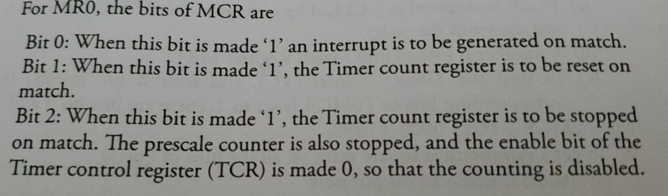 For MR0, the bits of MCR are
Bit 0: When this bit is made ‘1’ an interrupt is to be generated on match.
Bit 1: When this bit is made ‘1’, the Timer count register is to be reset on
match.
Bit 2: When this bit is made ‘1’, the Timer count register is to be stopped
on match. The prescale counter is also stopped, and the enable bit of the
Timer control register (TCR) is made 0, so that the counting is disabled.